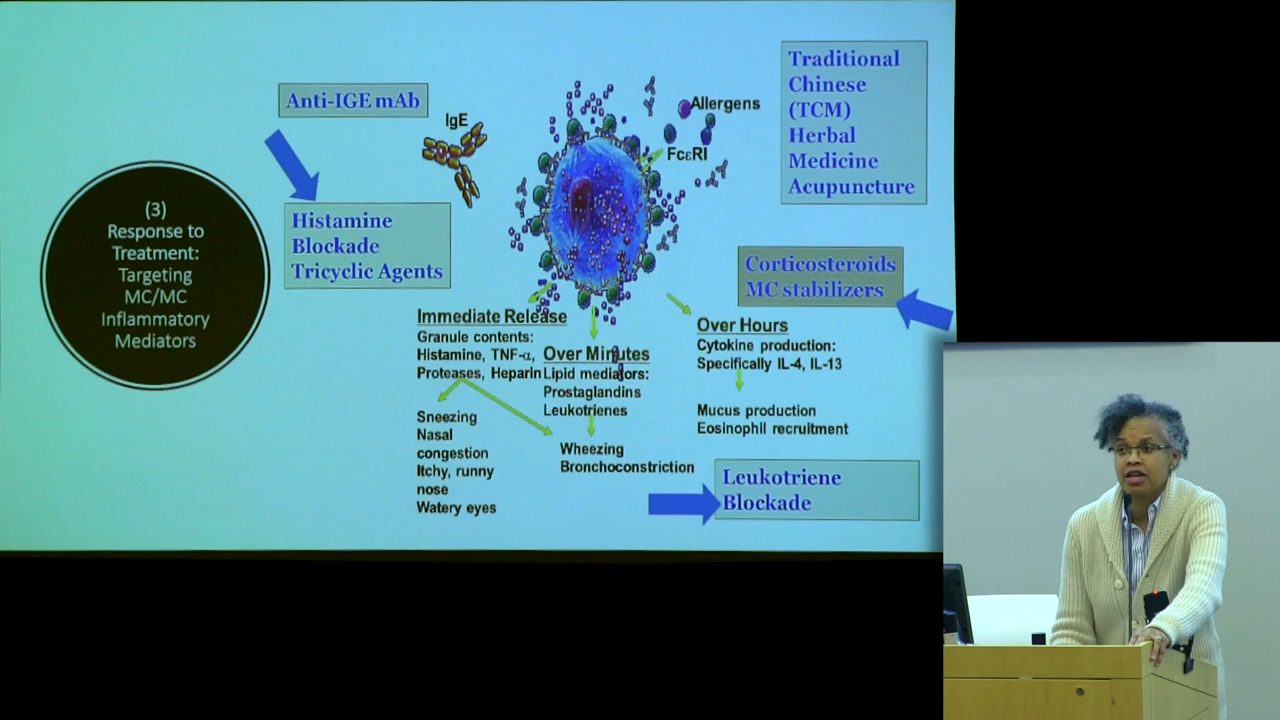 (3)
Response to
Treatment:
Targeting
MC/MC
Inflammatory
Mediators
Anti-IGE mAb
IgE
Histamine
Blockade
Tricyclic Agents
Allergens
FcεRI
Traditional
Chinese
(TCM)
Herbal
Medicine
Acupuncture
Corticosteroids
MC stabilizers
Immediate Release
Granule contents:
Histamine, TNF-α,
Proteases, Heparin
Sneezing
Nasal
congestion
Itchy, runny
nose
Watery eyes
Over Minutes
Lipid mediators:
Prostaglandins
Leukotrienes
Wheezing
Bronchoconstriction
Over Hours
Cytokine production:
Specifically IL-4, IL-13
Mucus production
Eosinophil recruitment
Leukotriene
Blockade